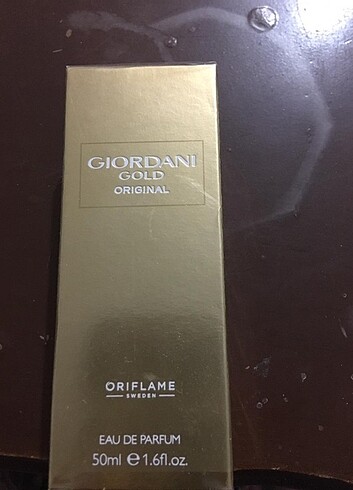 GIORDANI
GOLD
ORIGINAL
ORIFLAME
SWEDEN
EAU DE PARFUM
50ml ℮ 1.6fl.oz.